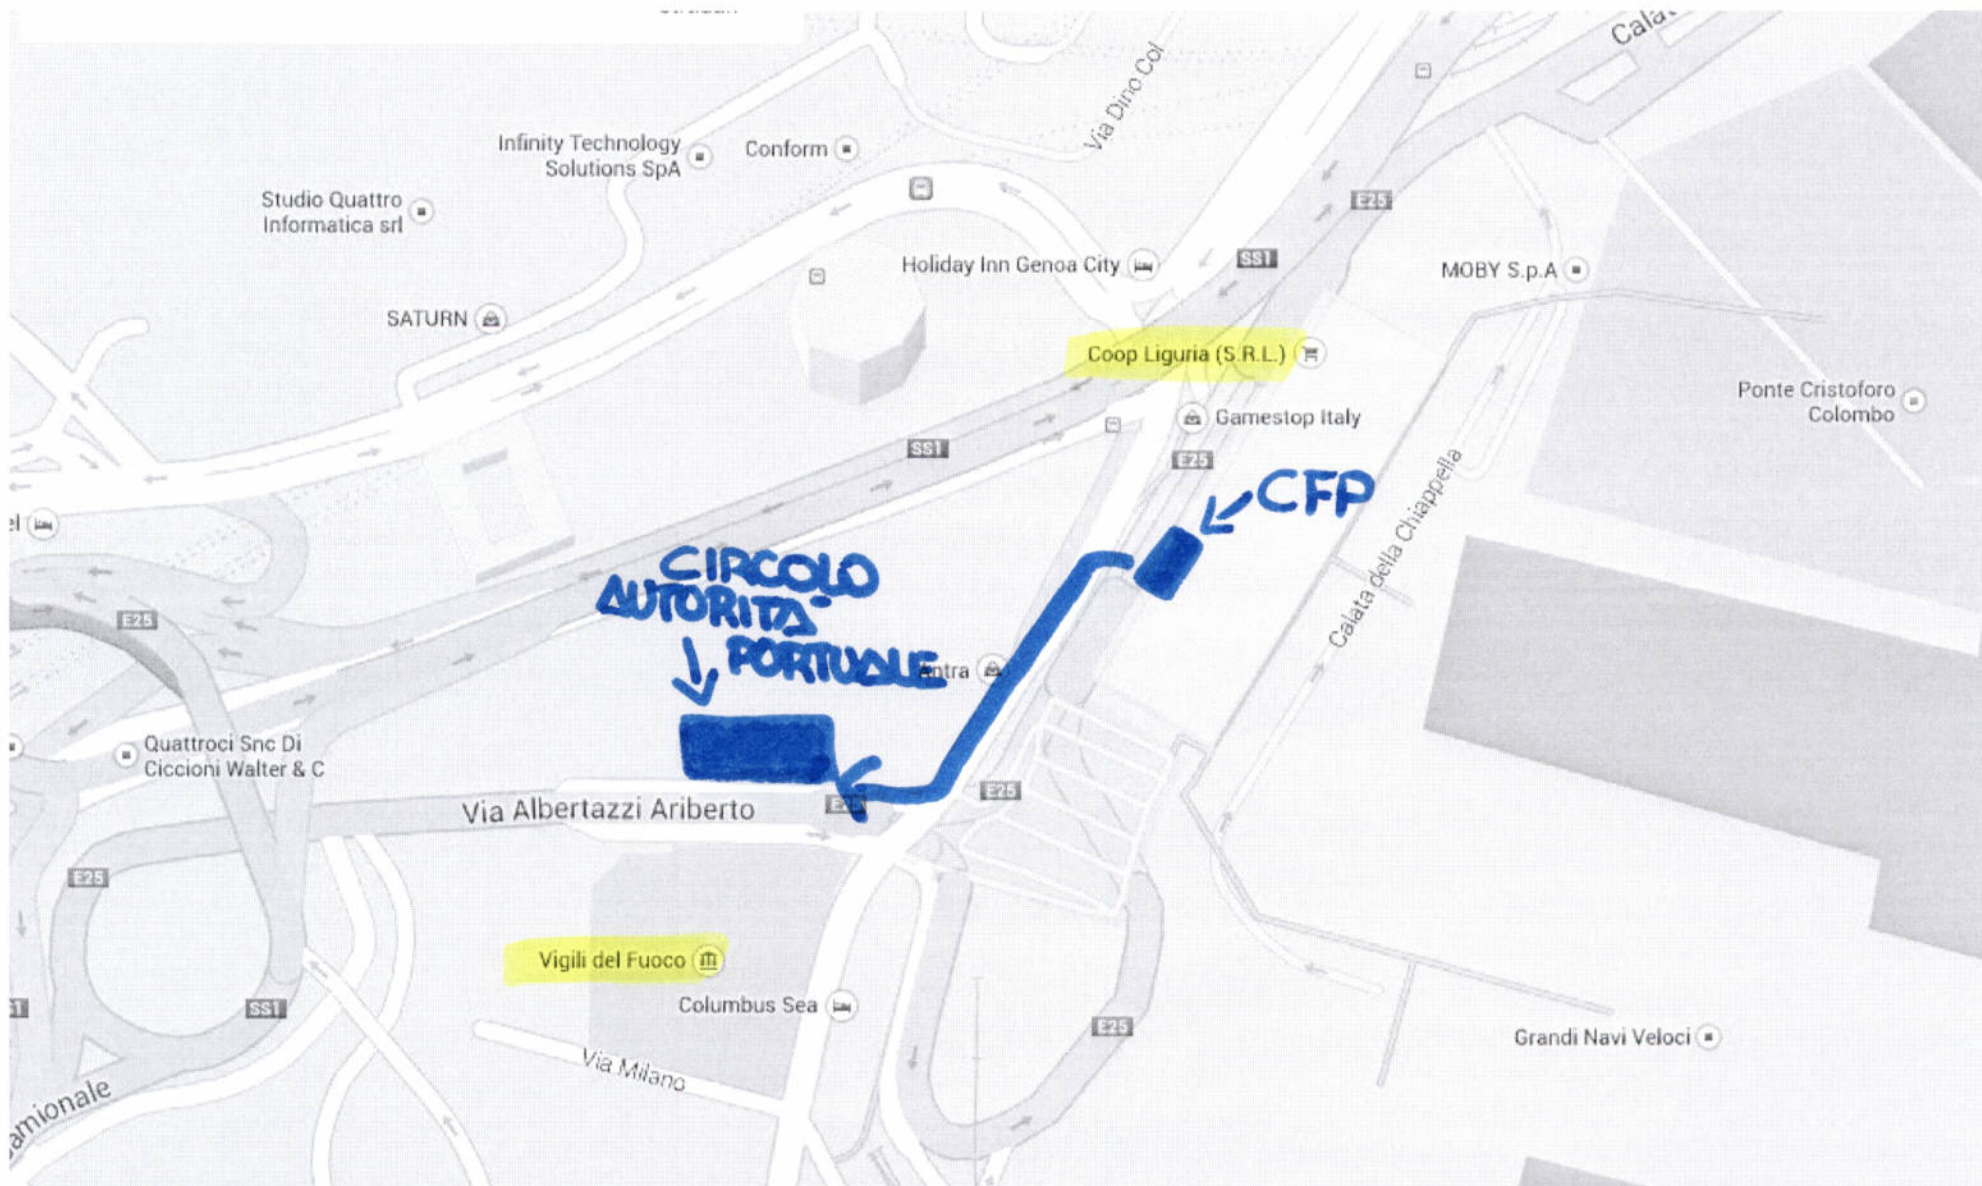 Via Dino Col
Infinity Technology
Solutions SpA
Conform
Studio Quattro
Informatica srl
E25
Holiday Inn Genoa City
SS1
MOBY S.p.A
SATURN
Coop Liguria (S.R.L.)
Ponte Cristoforo
Colombo
Gamestop Italy
SS1
E25
CFP
Calata della Chiappella
CIRCOLO
AUTORITÀ
PORTUALE
E25
Quattroci Snc Di
Ciccioni Walter & C
Via Albertazzi Ariberto
E25
E25
E25
Vigili del Fuoco
Columbus Sea
SS1
E25
Grandi Navi Veloci
Via Milano